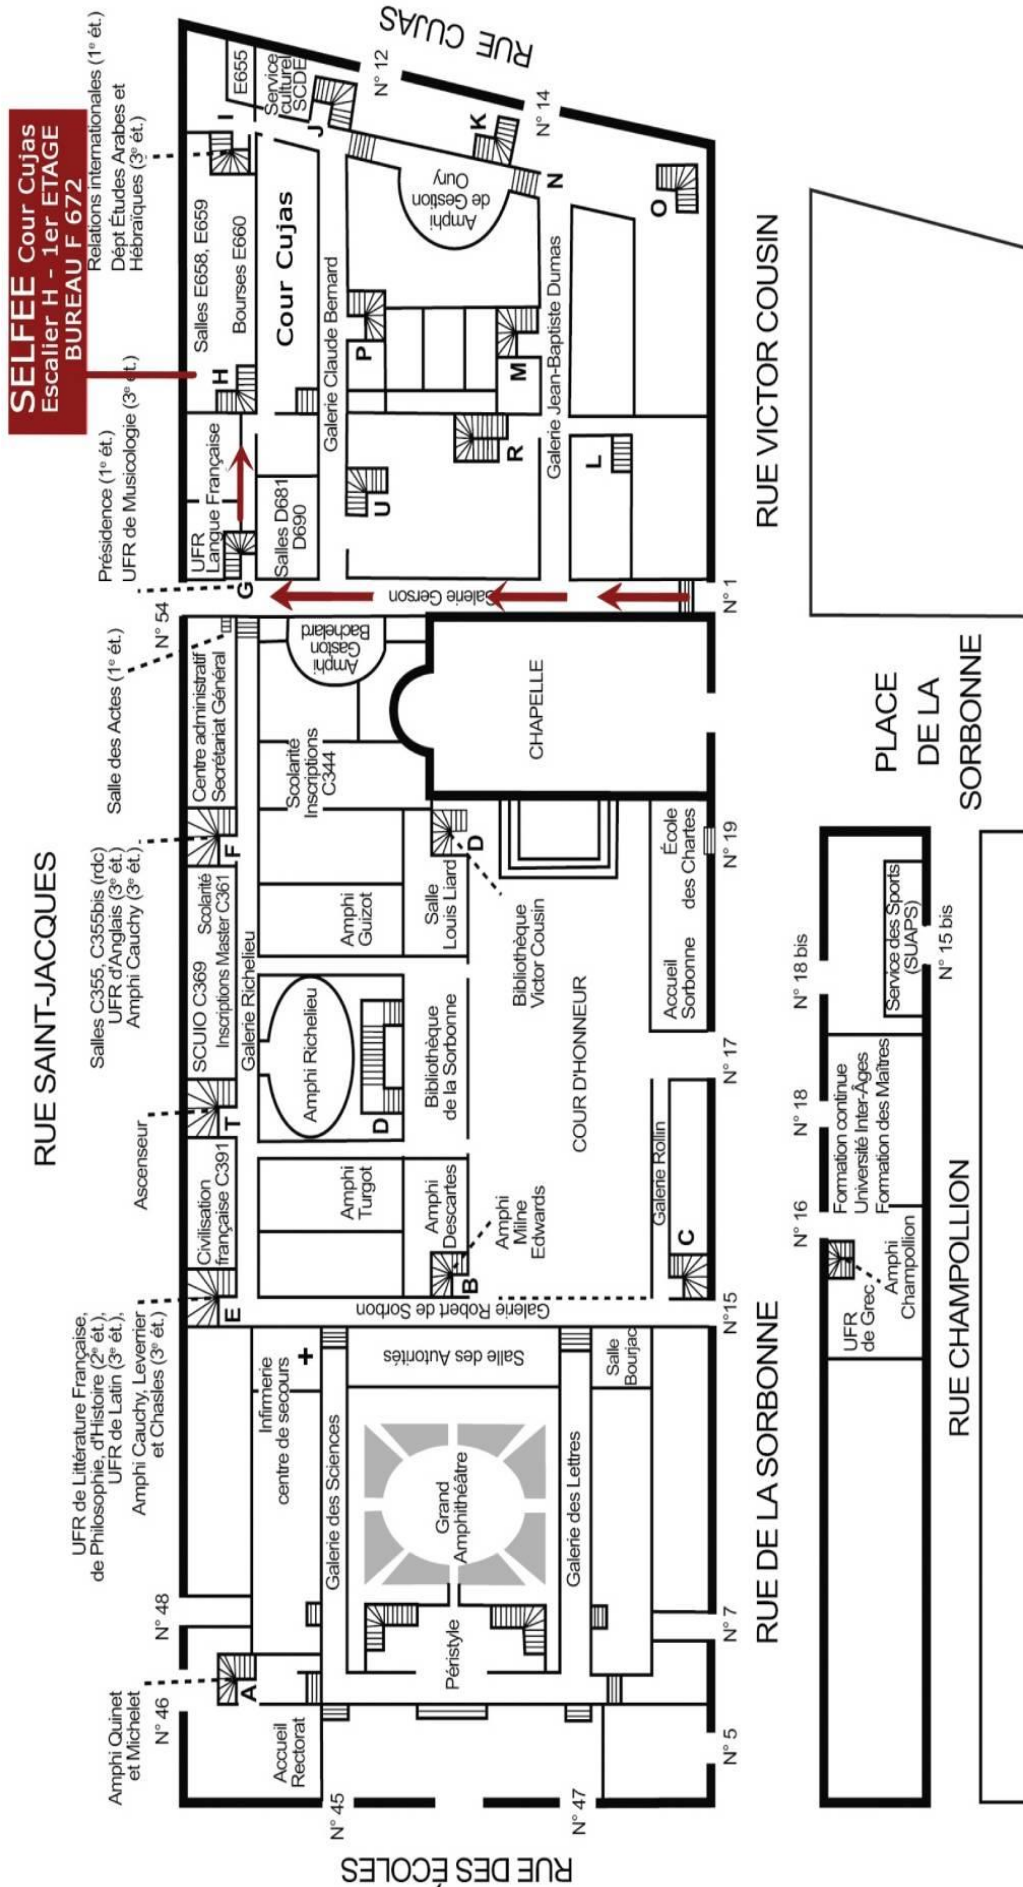 SELFEE Cour Cujas
Escalier H - 1er ETAGE
BUREAU F 672
RUE SAINT-JACQUES
Amphi Quinet
et Michelet
N° 46
N° 48
UFR de Littérature Française,
de Philosophie, d'Histoire (2e ét.),
UFR de Latin (3e ét.),
Amphi Cauchy, Leverrier
et Chasles (3e ét.)
Ascenseur
Salles C355, C355bis (rdc)
UFR d'Anglais (3e ét.)
Amphi Cauchy (3e ét.)
Salle des Actes (1e ét.)
N° 54
Présidence (1e ét.)
UFR de Musicologie (3e ét.)
Relations internationales (1e ét.)
Dépt Études Arabes et
Hébraïques (3e ét.)
Accueil
Rectorat
A
Infirmerie
centre de secours
+
E
Civilisation
française C391
T
SCUIO C369
Scolarité
Inscriptions Master C361
F
Centre administratif
Secrétariat Général
G
UFR
Langue Française
H
Salles E658, E659
Bourses E660
I
E655
Service
culturel
SCDE
J
Galerie Richelieu
Galerie des Sciences
Salle des Autorités
Grand
Amphithéâtre
Péristyle
Galerie des Lettres
Salle
Bourjac
Galerie Robert de Sorbon
Amphi
Turgot
Amphi
Descartes
B
Amphi
Milne
Edwards
Amphi Richelieu
D
Bibliothèque
de la Sorbonne
Amphi
Guizot
Salle
Louis Liard
D
Bibliothèque
Victor Cousin
Scolarité
Inscriptions
C344
Amphi
Gaston
Bachelard
CHAPELLE
COUR D'HONNEUR
Galerie Rollin
C
Accueil
Sorbonne
École
des Chartes
Galerie Gerson
Salles D681
D690
Cour Cujas
Galerie Claude Bernard
U
P
R
M
L
Galerie Jean-Baptiste Dumas
Amphi
de Gestion
Oury
K
N
O
N° 12
N° 14
RUE CUJAS
N° 45
N° 47
RUE DES ÉCOLES
N° 5
N° 7
N°15
N° 17
N° 19
N° 1
RUE DE LA SORBONNE
RUE VICTOR COUSIN
PLACE
DE LA
SORBONNE
N° 16
N° 18
N° 18 bis
UFR
de Grec
Amphi
Champollion
Formation continue
Université Inter-Âges
Formation des Maîtres
Service des Sports
(SUAPS)
N° 15 bis
RUE CHAMPOLLION